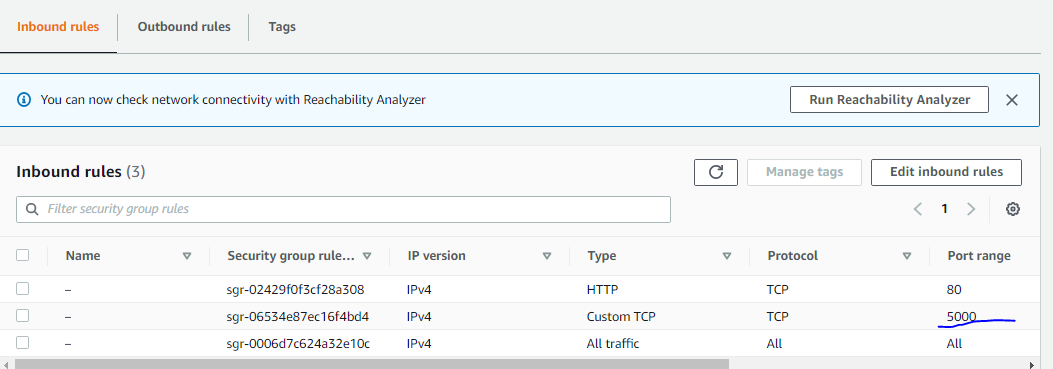 Inbound rules Outbound rules Tags
You can now check network connectivity with Reachability Analyzer Run Reachability Analyzer
Inbound rules (3) Manage tags Edit inbound rules
Filter security group rules 1
Name Security group rule... IP version Type Protocol Port range
– sgr-02429f0f3cf28a308 IPv4 HTTP TCP 80
– sgr-06534e87ec16f4bd4 IPv4 Custom TCP TCP 5000
– sgr-0006d7c624a32e10c IPv4 All traffic All All